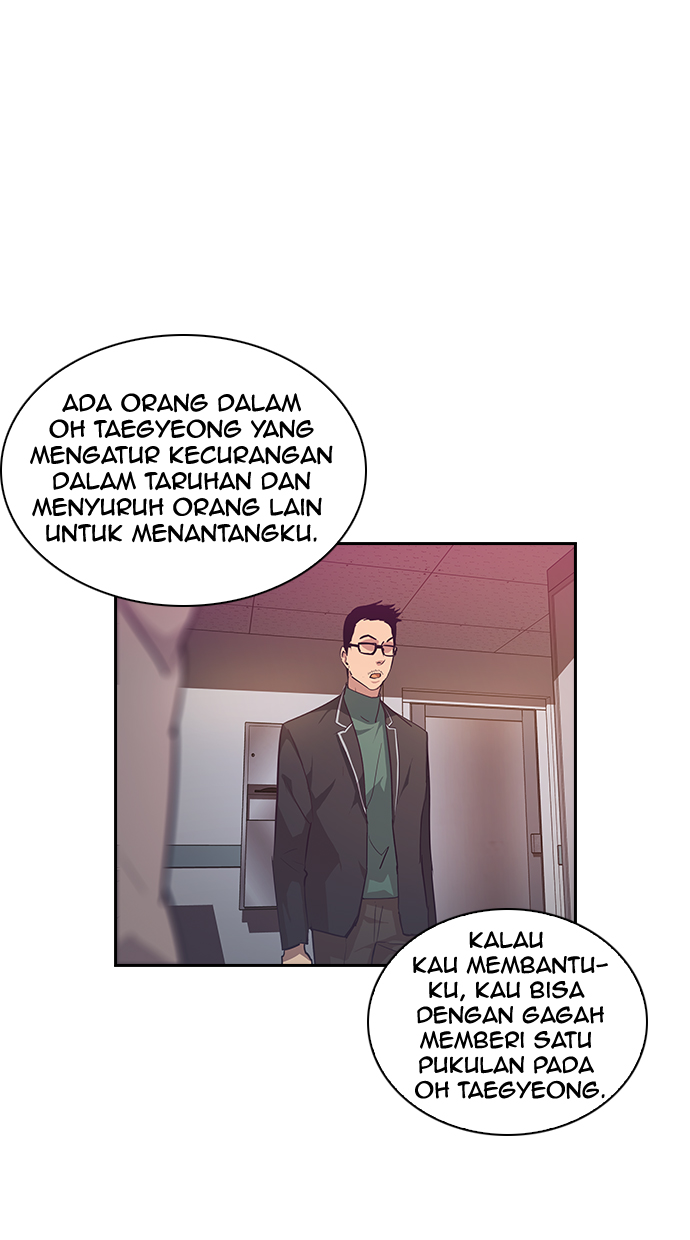 ADA ORANG DALAM
OH TAEGYEONG YANG
MENGATUR KECURANGAN
DALAM TARUHAN DAN
MENYURUH ORANG LAIN
UNTUK MENANTANGKU.
KALAU
KAU MEMBANTU-
KU, KAU BISA
DENGAN GAGAH
MEMBERI SATU
PUKULAN PADA
OH TAEGYEONG.